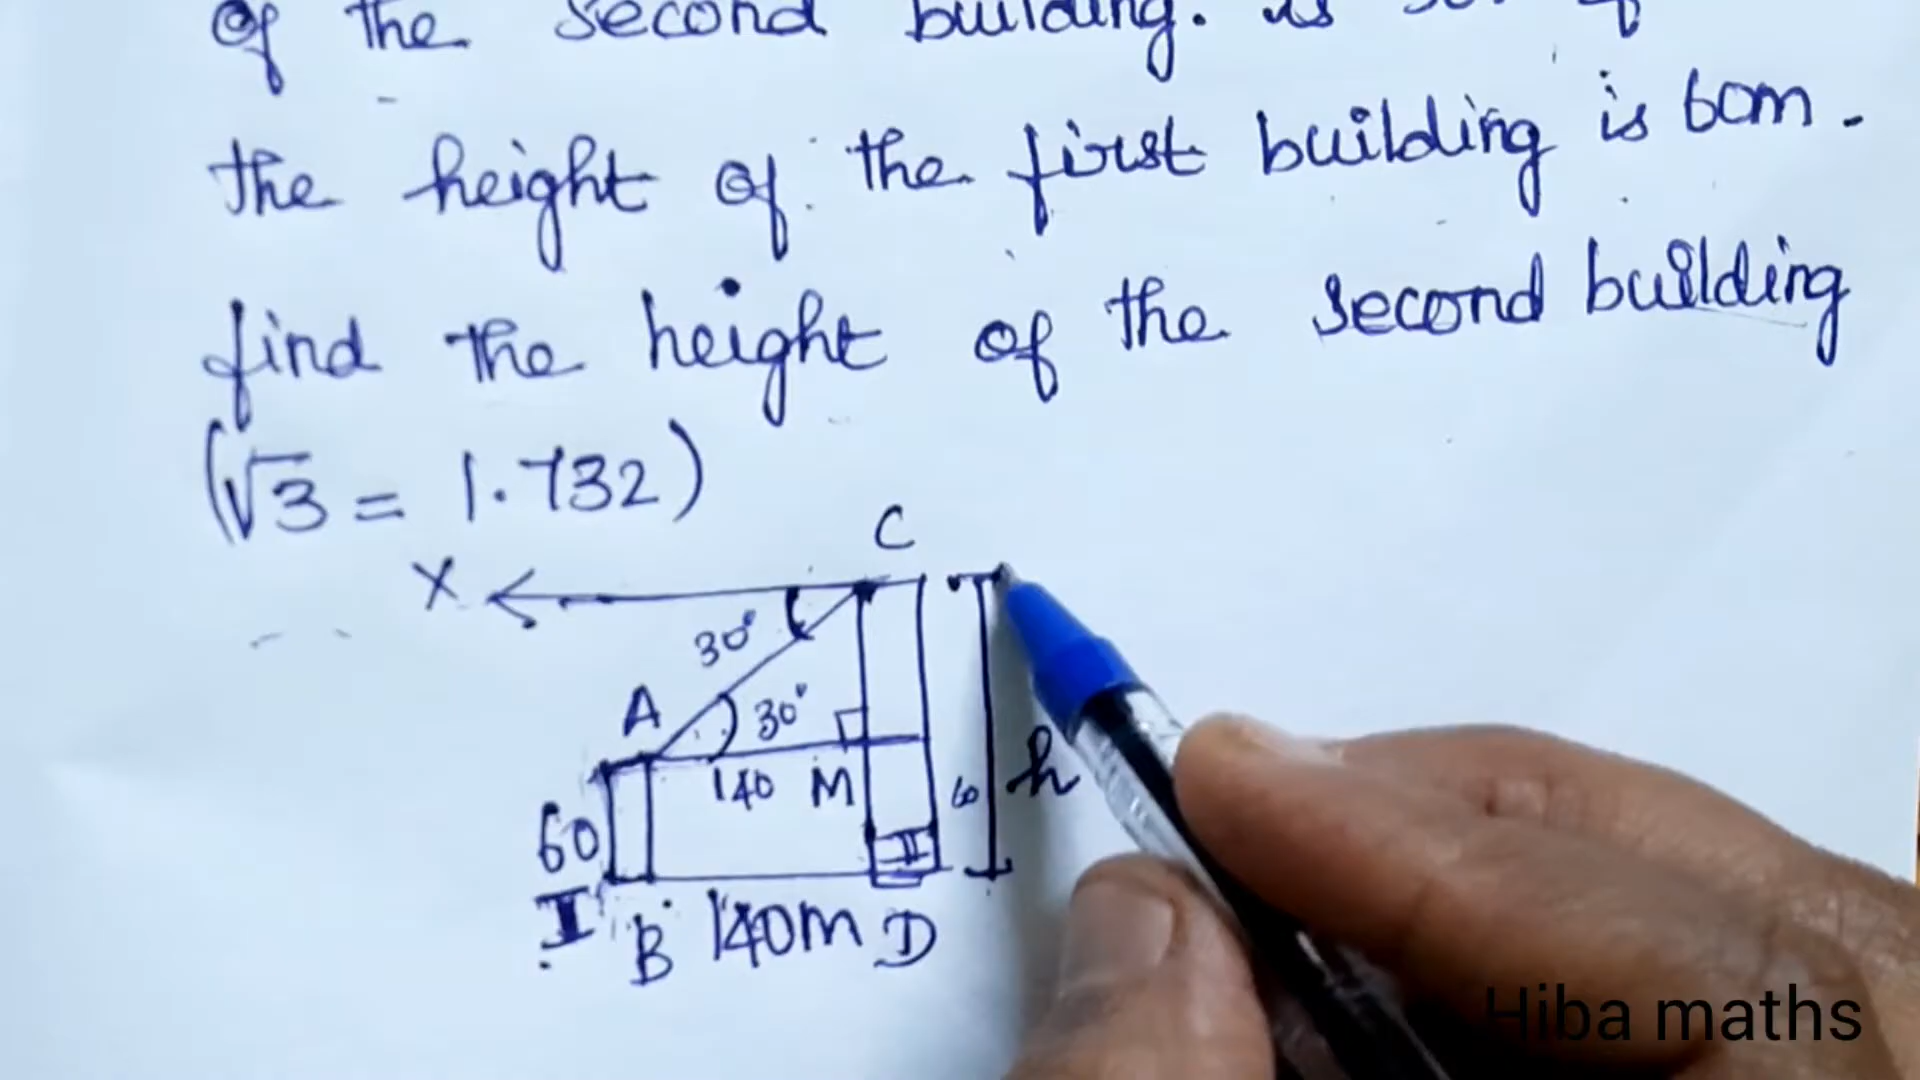 of the second building. is
the height of the first building is 60m.
find the height of the second building
(√3 = 1.732)
C
X
30°
A
30°
140 M
60
h
60
II
I
B 140m D
Hiba maths